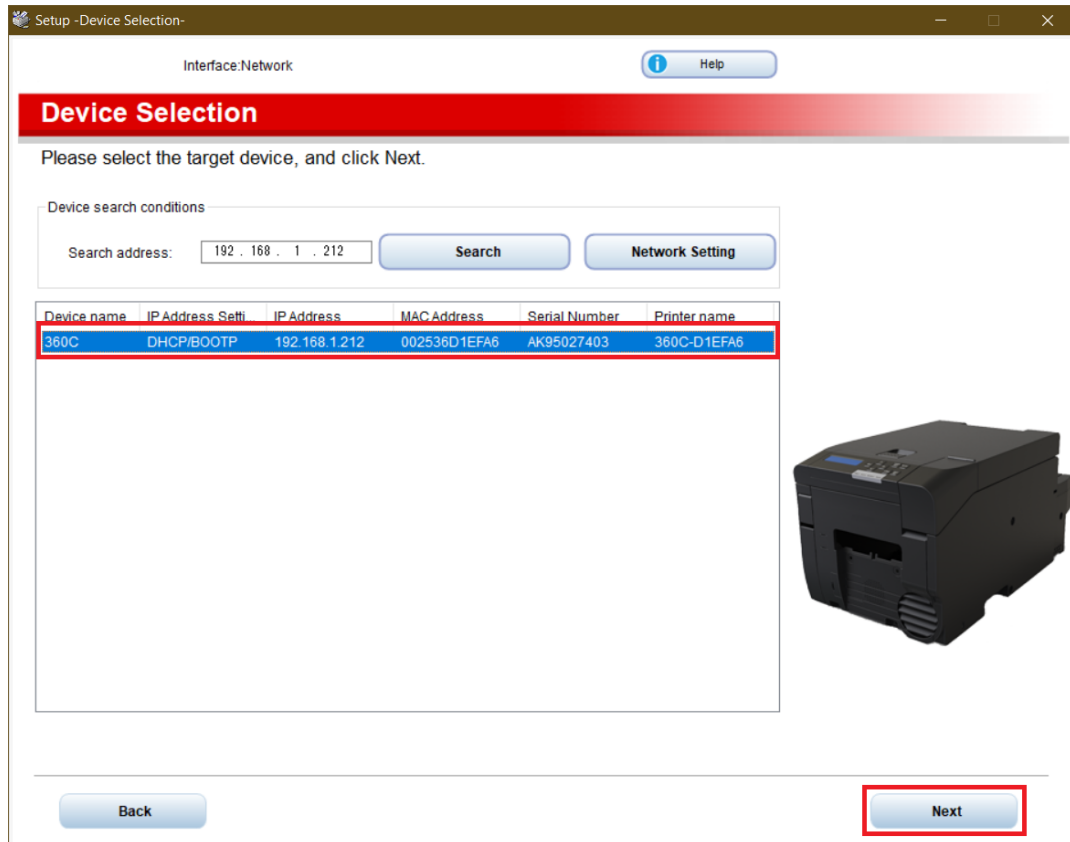 Setup -Device Selection-
Interface:Network
Help
Device Selection
Please select the target device, and click Next.
Device search conditions
Search address: 192 . 168 . 1 . 212 Search Network Setting
Device name IP Address Setti... IP Address MAC Address Serial Number Printer name
360C DHCP/BOOTP 192.168.1.212 002536D1EFA6 AK95027403 360C-D1EFA6
Back Next